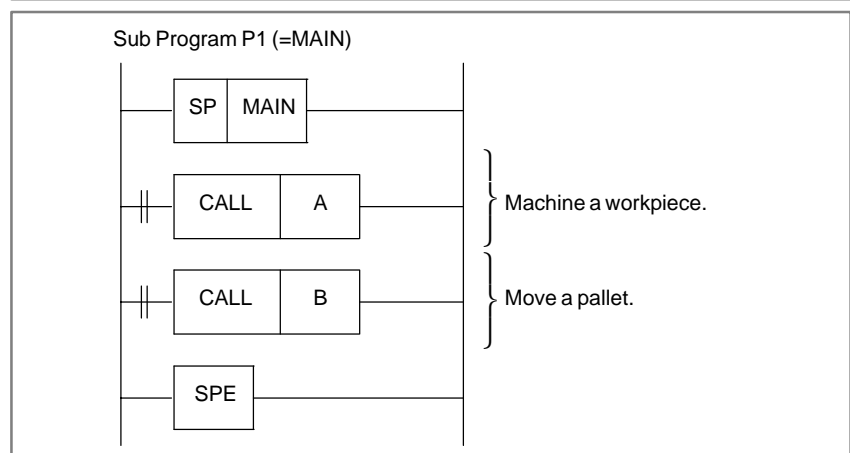 Sub Program P1 (=MAIN)
SP MAIN
CALL A
Machine a workpiece.
CALL B
Move a pallet.
SPE